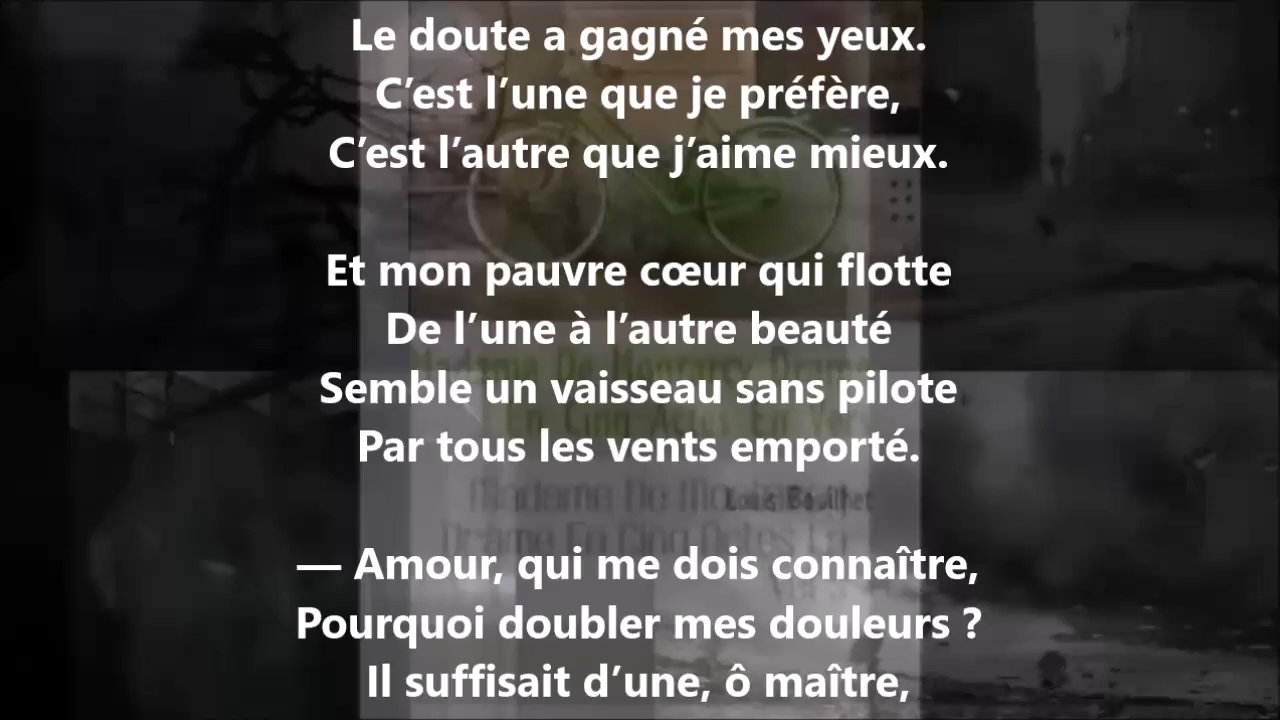 Le doute a gagné mes yeux.
C’est l’une que je préfère,
C’est l’autre que j’aime mieux.
Et mon pauvre cœur qui flotte
De l’une à l’autre beauté
Semble un vaisseau sans pilote
Par tous les vents emporté.
Louis Bouilhet
— Amour, qui me dois connaître,
Pourquoi doubler mes douleurs ?
Il suffisait d’une, ô maître,